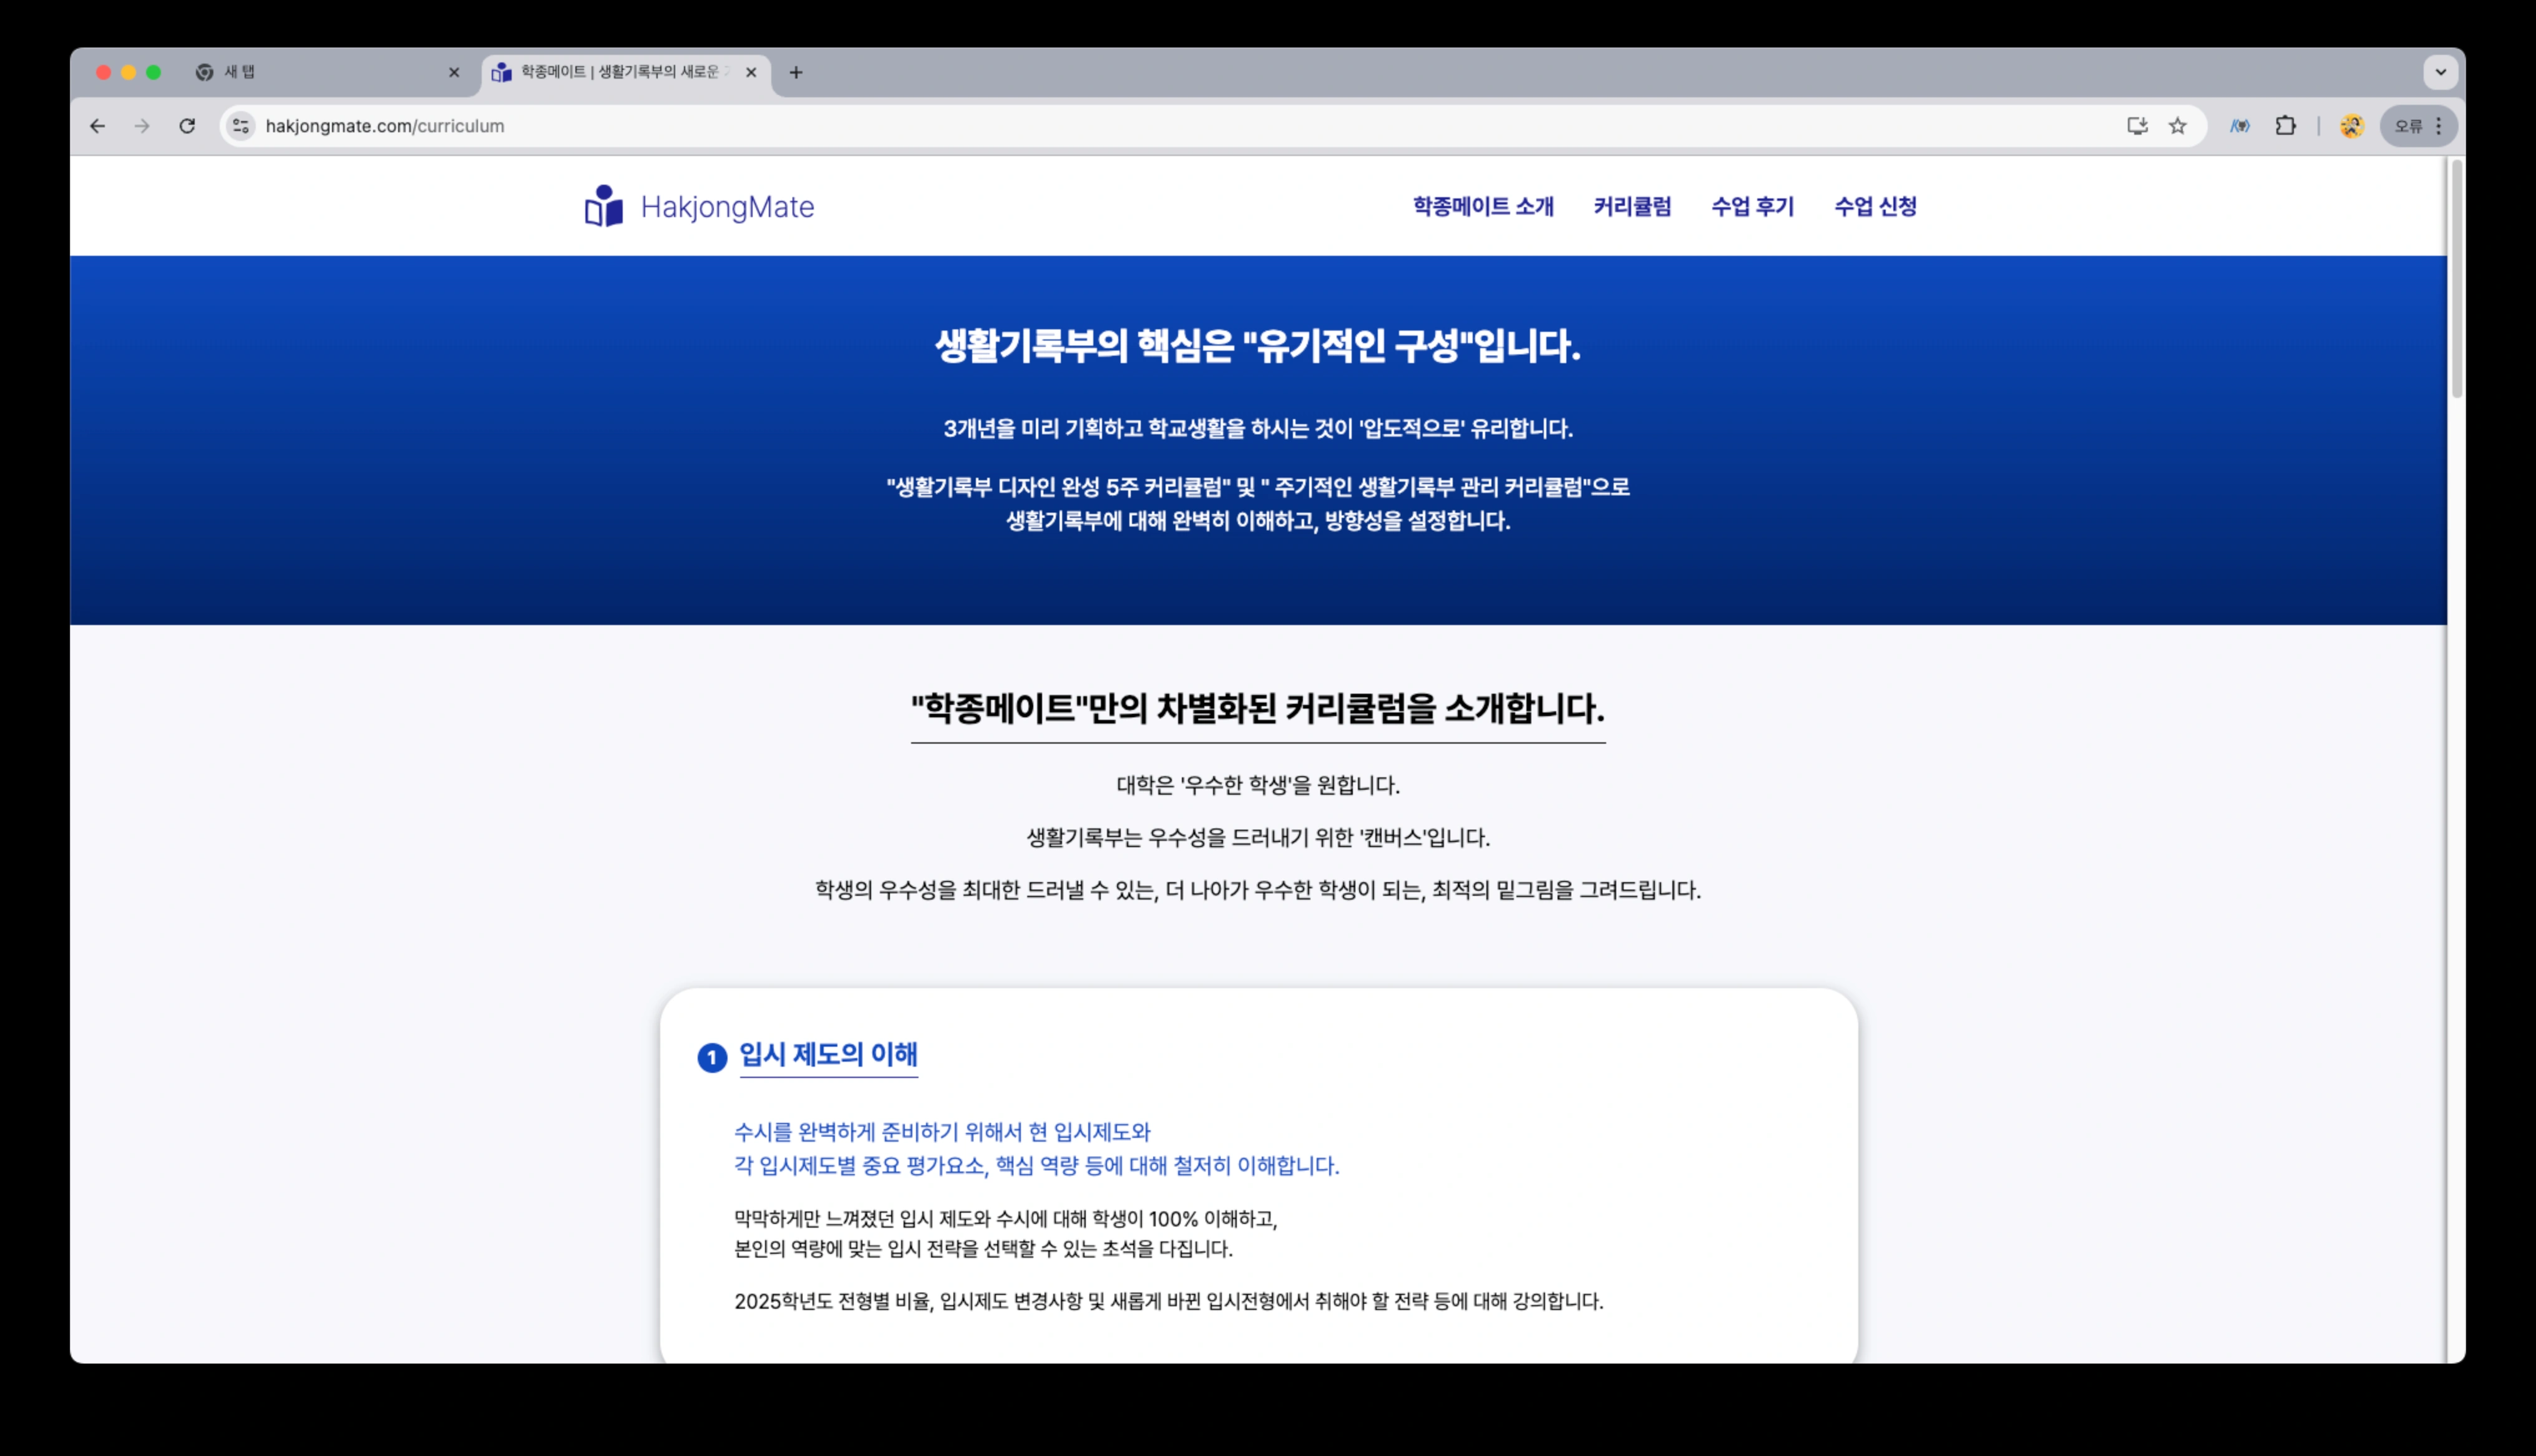 새 탭
학종메이트 | 생활기록부의 새로운
hakjongmate.com/curriculum
오류
HakjongMate
학종메이트 소개
커리큘럼
수업 후기
수업 신청
생활기록부의 핵심은 "유기적인 구성"입니다.
3개년을 미리 기획하고 학교생활을 하시는 것이 '압도적으로' 유리합니다.
"생활기록부 디자인 완성 5주 커리큘럼" 및 " 주기적인 생활기록부 관리 커리큘럼"으로
생활기록부에 대해 완벽히 이해하고, 방향성을 설정합니다.
"학종메이트"만의 차별화된 커리큘럼을 소개합니다.
대학은 '우수한 학생'을 원합니다.
생활기록부는 우수성을 드러내기 위한 '캔버스'입니다.
학생의 우수성을 최대한 드러낼 수 있는, 더 나아가 우수한 학생이 되는, 최적의 밑그림을 그려드립니다.
1 입시 제도의 이해
수시를 완벽하게 준비하기 위해서 현 입시제도와
각 입시제도별 중요 평가요소, 핵심 역량 등에 대해 철저히 이해합니다.
막막하게만 느껴졌던 입시 제도와 수시에 대해 학생이 100% 이해하고,
본인의 역량에 맞는 입시 전략을 선택할 수 있는 초석을 다집니다.
2025학년도 전형별 비율, 입시제도 변경사항 및 새롭게 바뀐 입시전형에서 취해야 할 전략 등에 대해 강의합니다.